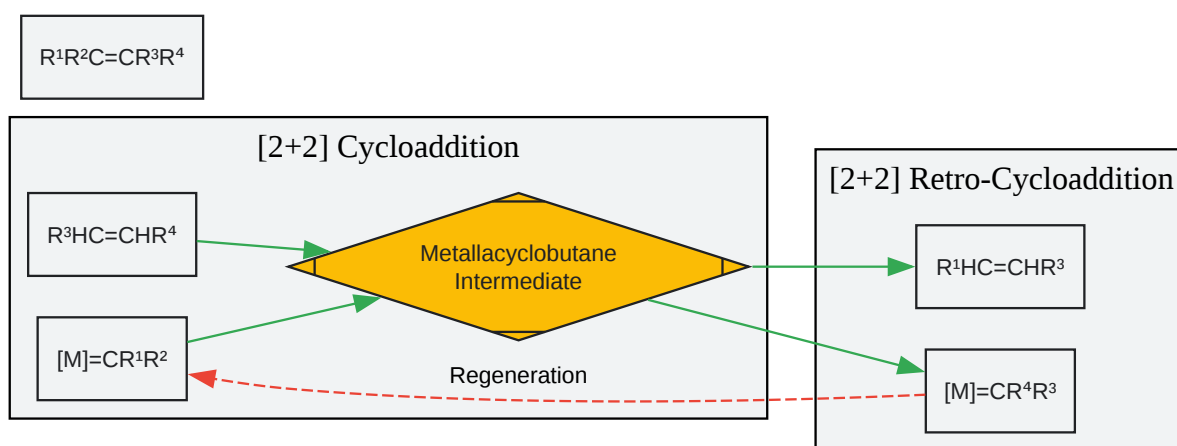 R¹R²C=CR³R⁴
[2+2] Cycloaddition
[2+2] Retro-Cycloaddition
R³HC=CHR⁴
Metallacyclobutane
Intermediate
R¹HC=CHR³
[M]=CR¹R²
Regeneration
[M]=CR⁴R³